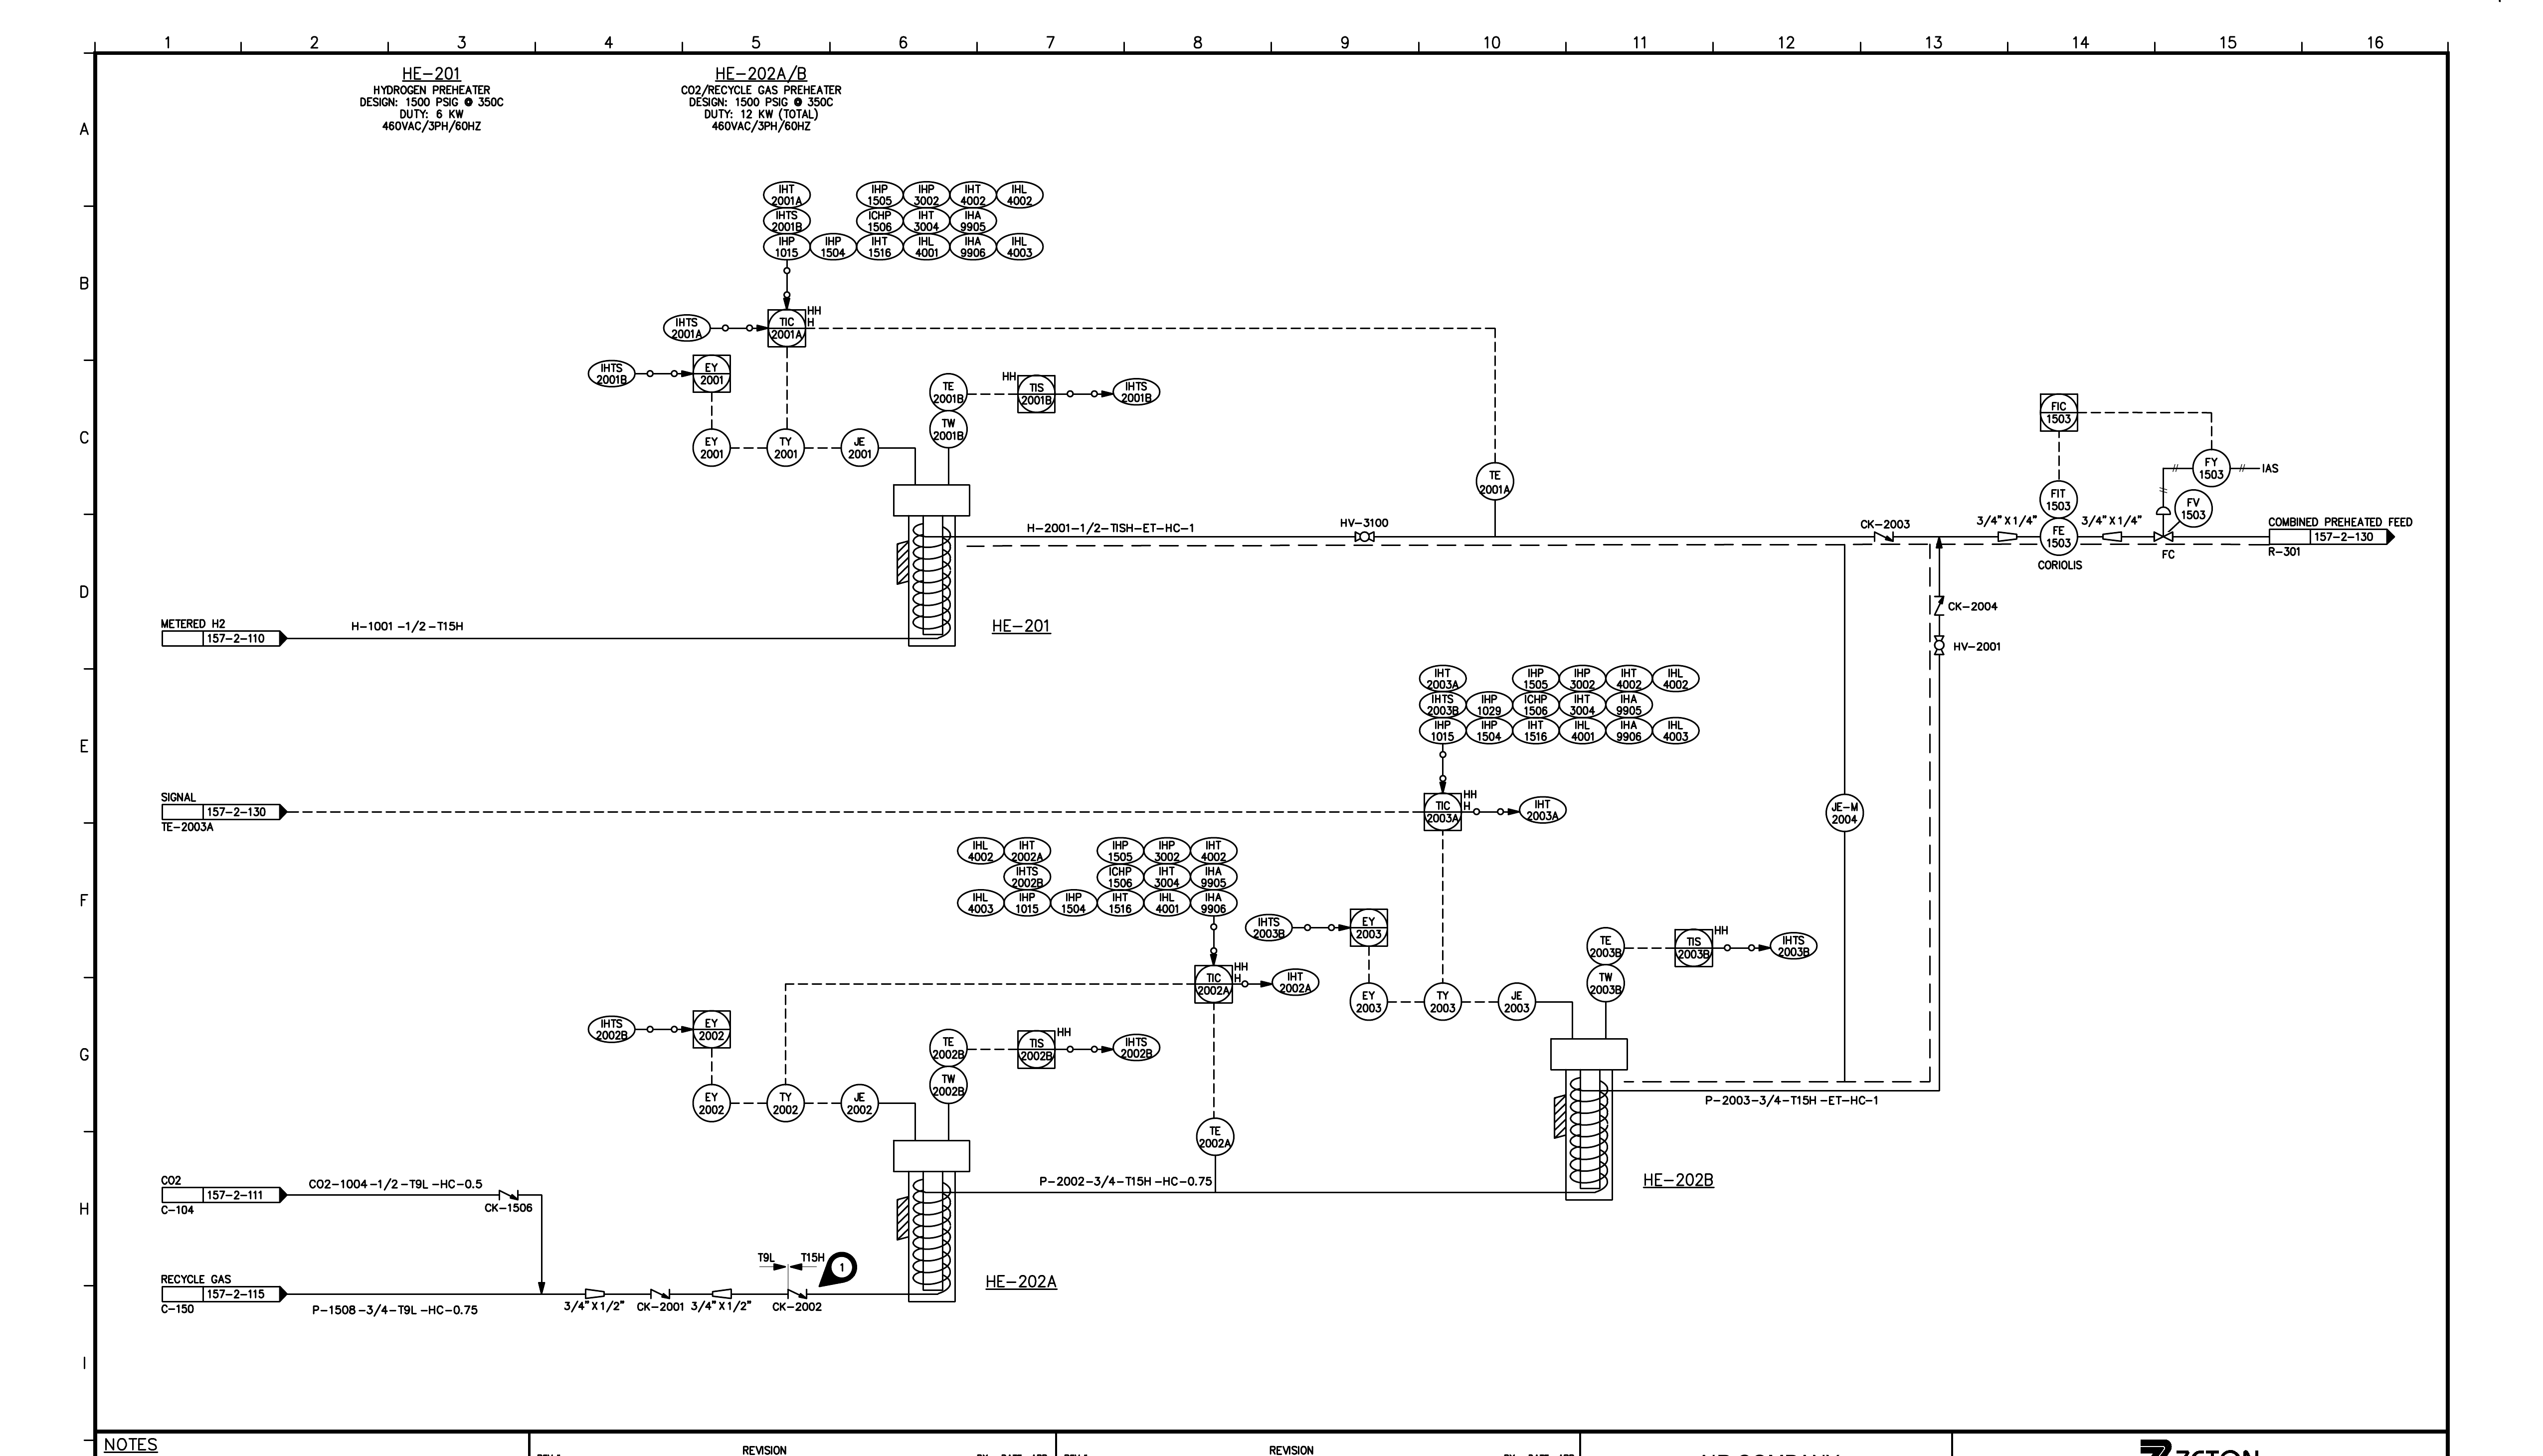 1 2 3 4 5 6 7 8 9 10 11 12 13 14 15 16
HE-201
HYDROGEN PREHEATER
DESIGN: 1500 PSIG @ 350C
DUTY: 6 KW
460VAC/3PH/60HZ
HE-202A/B
CO2/RECYCLE GAS PREHEATER
DESIGN: 1500 PSIG @ 350C
DUTY: 12 KW (TOTAL)
460VAC/3PH/60HZ
A
B
C
D
E
F
G
H
I
IHT 2001A
IHP 1505
IHP 3002
IHT 4002
IHL 4002
IHTS 2001B
ICHP 1506
IHT 3004
IHA 9905
IHP 1015
IHP 1504
IHT 1516
IHL 4001
IHA 9906
IHL 4003
IHTS 2001A
TIC 2001A
HH
H
IHTS 2001B
EY 2001
TE 2001B
HH
TIS 2001B
IHTS 2001B
TW 2001B
EY 2001
TY 2001
JE 2001
TE 2001A
FIC 1503
FY 1503
IAS
FIT 1503
FV 1503
H-2001-1/2-TISH-ET-HC-1
HV-3100
CK-2003
3/4"X1/4"
FE 1503
CORIOLIS
3/4"X1/4"
FC
COMBINED PREHEATED FEED
157-2-130
R-301
CK-2004
HV-2001
METERED H2
157-2-110
H-1001-1/2-T15H
HE-201
IHT 2003A
IHP 1505
IHP 3002
IHT 4002
IHL 4002
IHTS 2003B
IHP 1029
ICHP 1506
IHT 3004
IHA 9905
IHP 1015
IHP 1504
IHT 1516
IHL 4001
IHA 9906
IHL 4003
SIGNAL
157-2-130
TE-2003A
TIC 2003A
HH
H
IHT 2003A
JE-M 2004
IHL 4002
IHT 2002A
IHP 1505
IHP 3002
IHT 4002
IHTS 2002B
ICHP 1506
IHT 3004
IHA 9905
IHL 4003
IHP 1015
IHP 1504
IHT 1516
IHL 4001
IHA 9906
IHTS 2003B
EY 2003
TE 2003B
TIS 2003B
HH
IHTS 2003B
TW 2003B
TIC 2002A
HH
H
IHT 2002A
EY 2003
TY 2003
JE 2003
IHTS 2002B
EY 2002
TE 2002B
TIS 2002B
HH
IHTS 2002B
TW 2002B
EY 2002
TY 2002
JE 2002
TE 2002A
P-2003-3/4-T15H-ET-HC-1
HE-202B
CO2
157-2-111
C-104
CO2-1004-1/2-T9L-HC-0.5
CK-1506
P-2002-3/4-T15H-HC-0.75
T9L
T15H
1
HE-202A
RECYCLE GAS
157-2-115
C-150
P-1508-3/4-T9L-HC-0.75
3/4"X1/2"
CK-2001
3/4"X1/2"
CK-2002
NOTES
REVISION
REVISION
ZETON